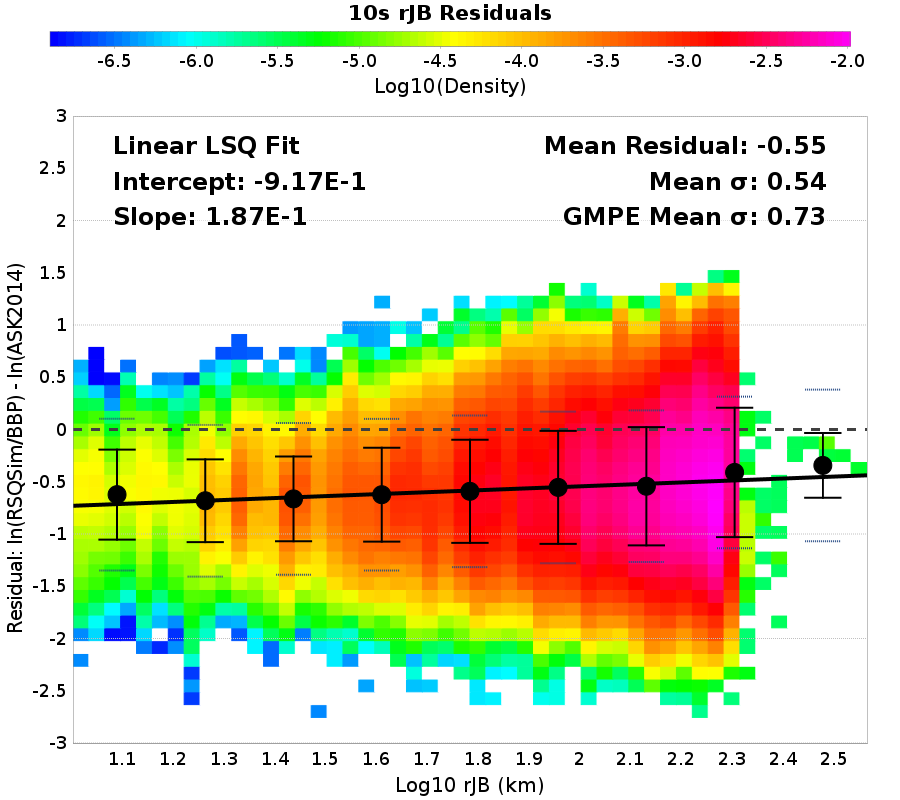 10s rJB Residuals
-6.5 -6.0 -5.5 -5.0 -4.5 -4.0 -3.5 -3.0 -2.5 -2.0
Log10(Density)
Linear LSQ Fit
Intercept: -9.17E-1
Slope: 1.87E-1
Mean Residual: -0.55
Mean σ: 0.54
GMPE Mean σ: 0.73
Residual: ln(RSQSim/BBP) - ln(ASK2014)
3
2.5
2
1.5
1
0.5
0
-0.5
-1
-1.5
-2
-2.5
-3
1.1 1.2 1.3 1.4 1.5 1.6 1.7 1.8 1.9 2 2.1 2.2 2.3 2.4 2.5
Log10 rJB (km)